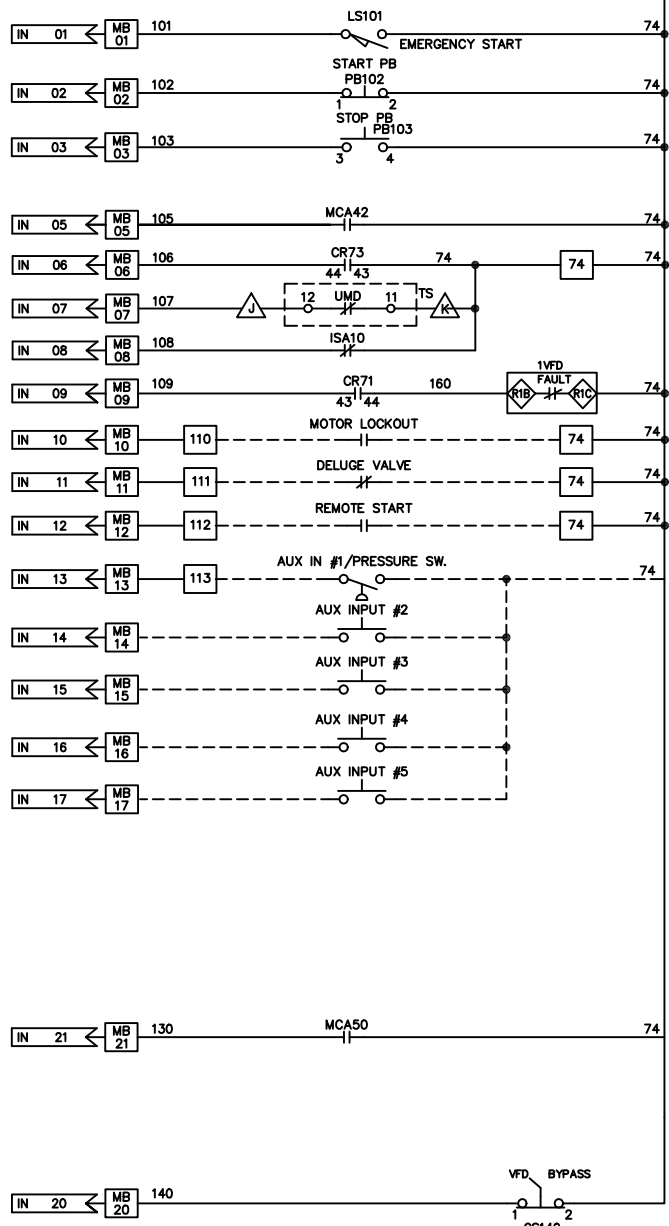 LS101
IN 01 MB 01 101 EMERGENCY START 74
START PB
PB102
IN 02 MB 02 102 1 2 74
STOP PB
PB103
IN 03 MB 03 103 3 4 74
MCA42
IN 05 MB 05 105 74
CR73
IN 06 MB 06 106 44 43 74 74 74
IN 07 MB 07 107 J 12 UMD 11 TS K
ISA10
IN 08 MB 08 108
1VFD
FAULT
CR71
IN 09 MB 09 109 43 44 160 R1B R1C 74
MOTOR LOCKOUT
IN 10 MB 10 110 74 74
DELUGE VALVE
IN 11 MB 11 111 74 74
REMOTE START
IN 12 MB 12 112 74 74
AUX IN #1/PRESSURE SW.
IN 13 MB 13 113 74
AUX INPUT #2
IN 14 MB 14
AUX INPUT #3
IN 15 MB 15
AUX INPUT #4
IN 16 MB 16
AUX INPUT #5
IN 17 MB 17
MCA50
IN 21 MB 21 130 74
VFD BYPASS
IN 20 MB 20 140 1 2